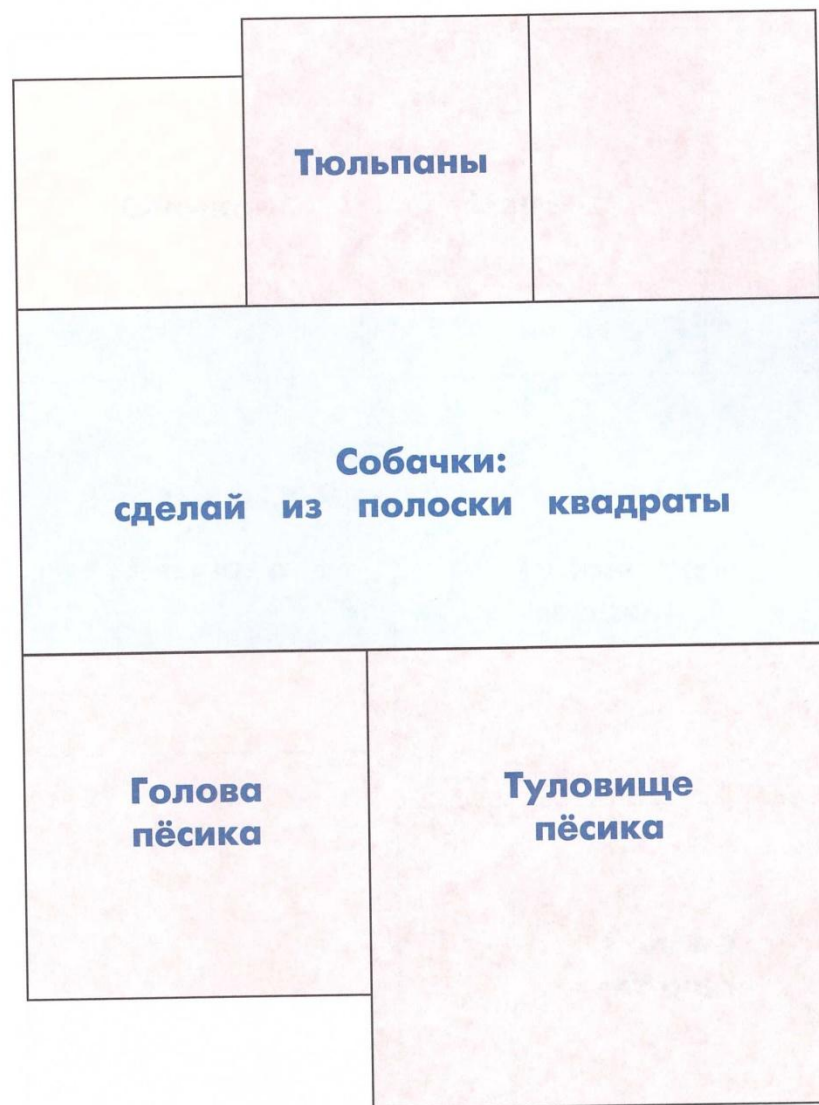 Тюльпаны
Собачки:
сделай из полоски квадраты
Голова
пёсика
Туловище
пёсика